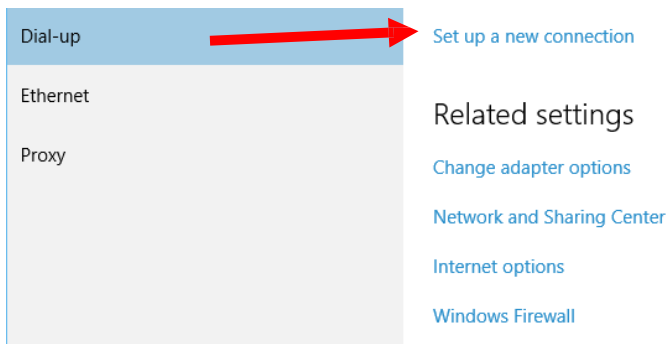 Dial-up
Ethernet
Proxy
Set up a new connection
Related settings
Change adapter options
Network and Sharing Center
Internet options
Windows Firewall